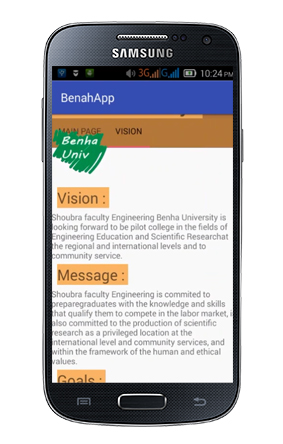 SAMSUNG
3G G 10:24 PM
BenahApp
MAIN PAGE VISION
Benha
Univ
Vision :
Shoubra faculty Engineering Benha University is
looking forward to be pilot college in the fields of
Engineering Education and Scientific Researchat
the regional and international levels and to
community service.
Message :
Shoubra faculty Engineering is commited to
preparegraduates with the knowledge and skills
that qualify them to compete in the labor market, i
also committed to the production of scientific
research as a privileged location at the
international level and community services, and
within the framework of the human and ethical
values.
Goals :